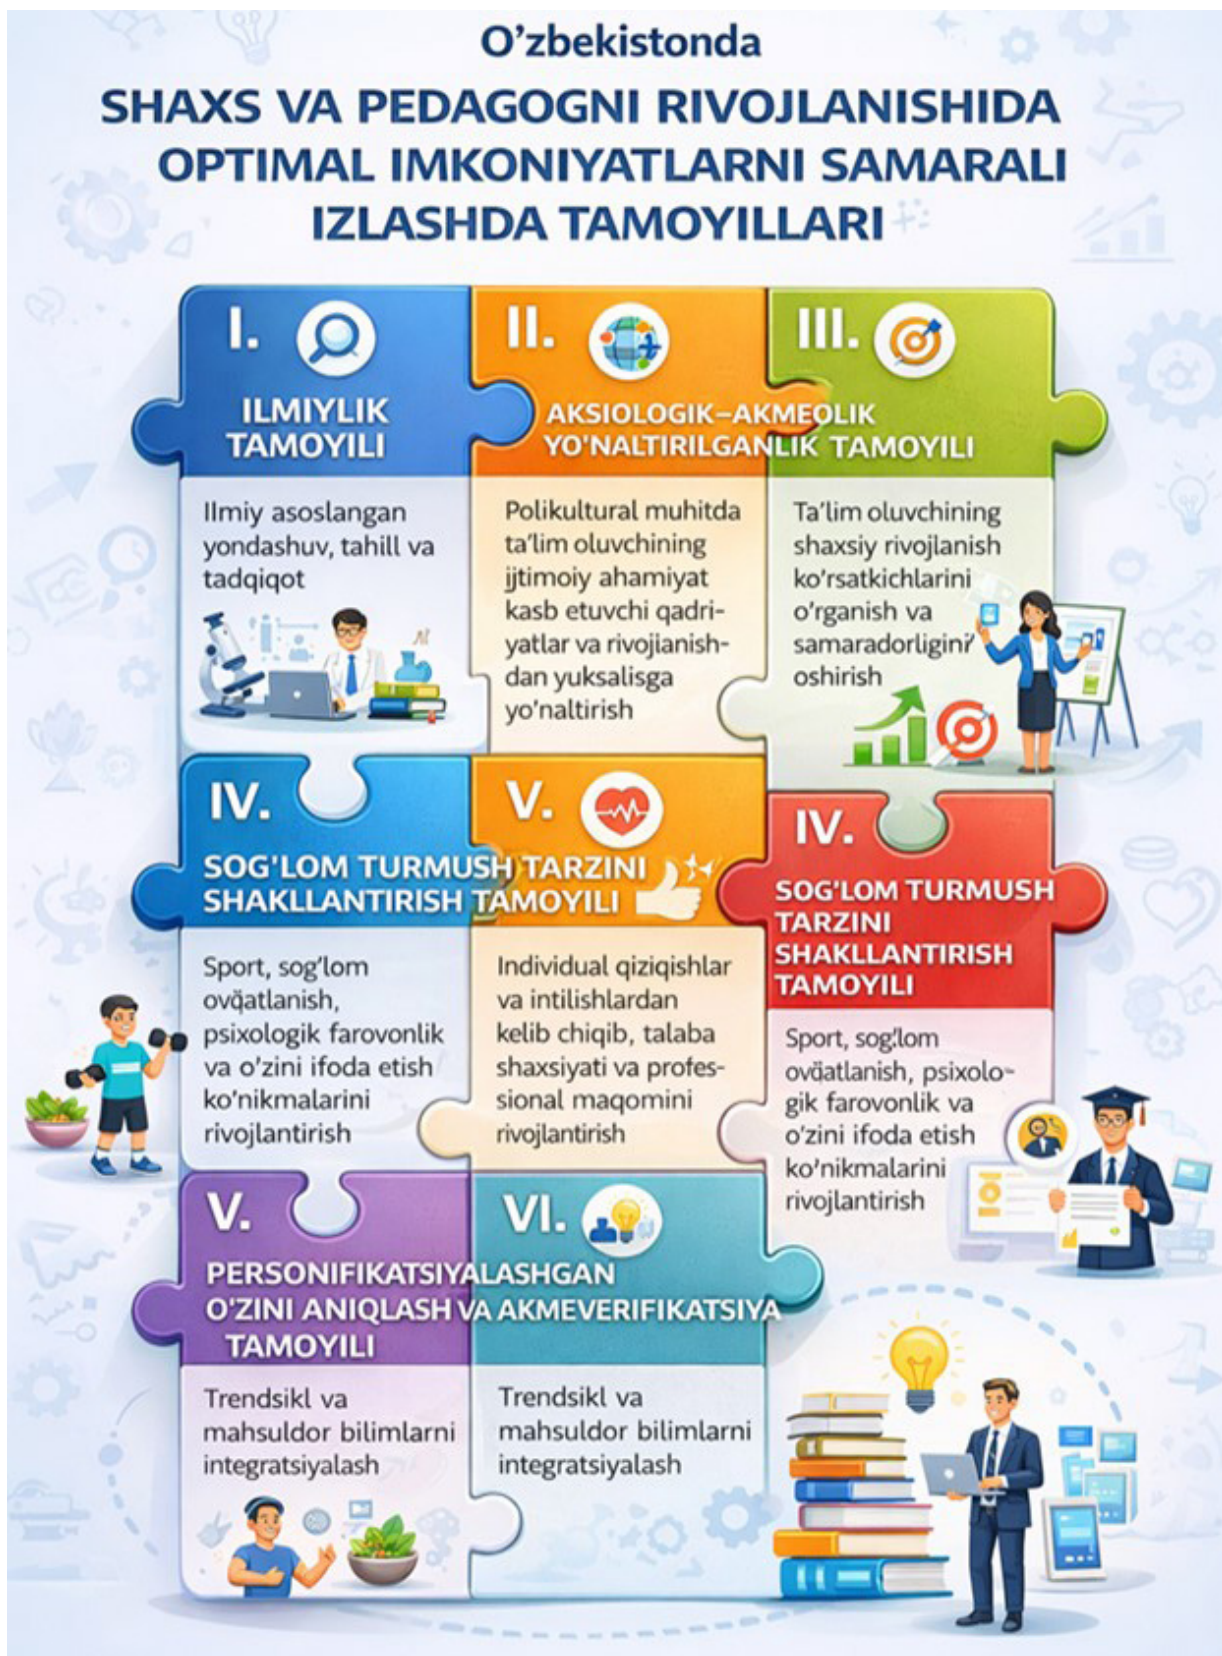 O'zbekistonda
SHAXS VA PEDAGOGNI RIVOJLANISHIDA
OPTIMAL IMKONIYATLARNI SAMARALI
IZLASHDA TAMOYILLARI
I.
ILMIYLIK
TAMOYILI
Ilmiy asoslangan
yondashuv, tahill va
tadqiqot
II.
III.
AKSIOLOGIK–AKMEOLIK
YO'NALTIRILGANLIK TAMOYILI
Polikultural muhitda
ta'lim oluvchining
ijtimoiy ahamiyat
kasb etuvchi qadri-
yatlar va rivojianish-
dan yuksalisga
yo'naltirish
Ta'lim oluvchining
shaxsiy rivojlanish
ko'rsatkichlarini
o'rganish va
samaradorligini'
oshirish
IV.
V.
SOG'LOM TURMUSH TARZINI
SHAKLLANTIRISH TAMOYILI
Sport, sog'lom
ovq̈atlanish,
psixologik farovonlik
va o'zini ifoda etish
ko'nikmalarini
rivojlantirish
Individual qiziqishlar
va intilishlardan
kelib chiqib, talaba
shaxsiyati va profes-
sional maqomini
rivojlantirish
IV.
SOG'LOM TURMUSH
TARZINI
SHAKLLANTIRISH
TAMOYILI
Sport, sog'lom
ovq̈atlanish, psixolo-
gik farovonlik va
o'zini ifoda etish
ko'nikmalarini
rivojlantirish
V.
VI.
PERSONIFIKATSIYALASHGAN
O'ZINI ANIQLASH VA AKMEVERIFIKATSIYA
TAMOYILI
Trendsikl va
mahsuldor bilimlarni
integratsiyalash
Trendsikl va
mahsuldor bilimlarni
integratsiyalash